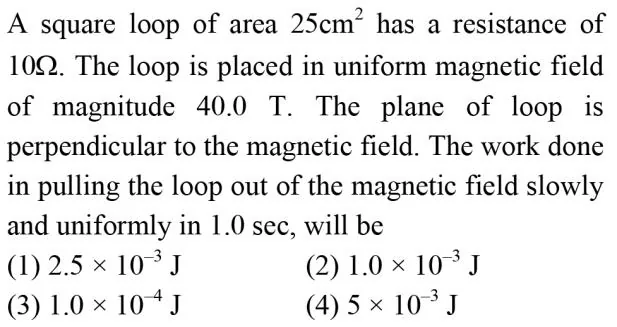 A square loop of area 25cm² has a resistance of
10Ω. The loop is placed in uniform magnetic field
of magnitude 40.0 T. The plane of loop is
perpendicular to the magnetic field. The work done
in pulling the loop out of the magnetic field slowly
and uniformly in 1.0 sec, will be
(1) 2.5 × 10⁻³ J (2) 1.0 × 10⁻³ J
(3) 1.0 × 10⁻⁴ J (4) 5 × 10⁻³ J